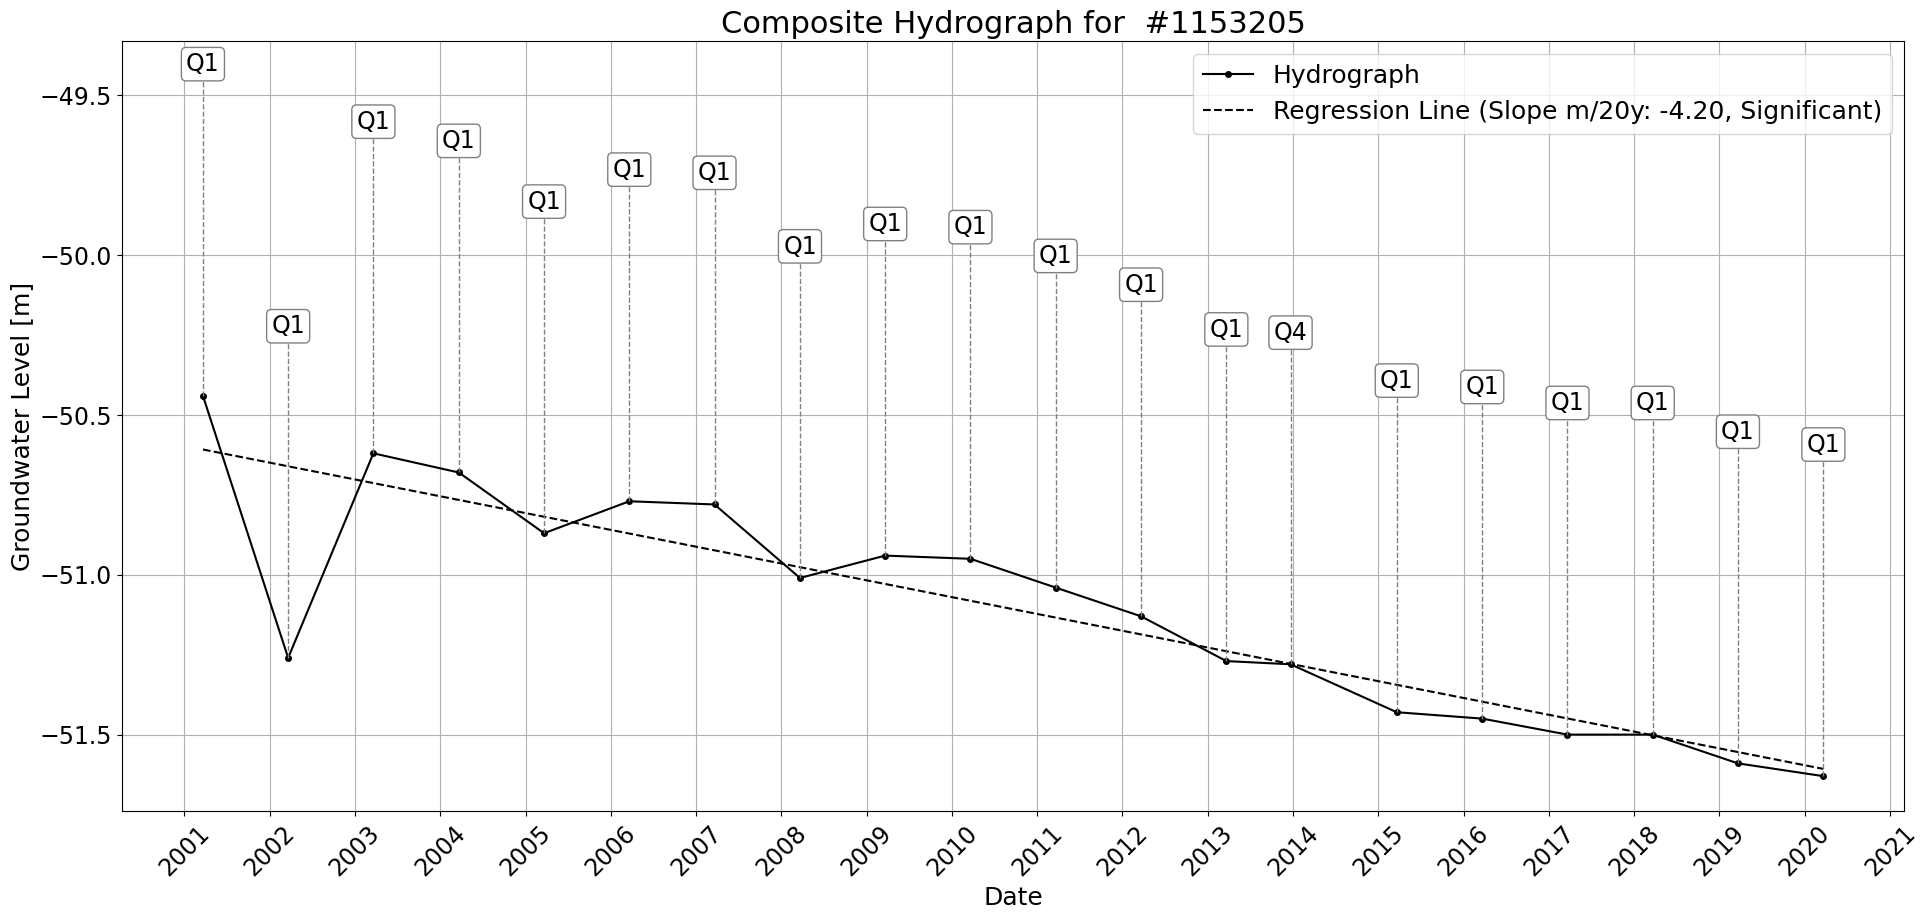 Composite Hydrograph for  #1153205
Hydrograph
Regression Line (Slope m/20y: -4.20, Significant)
Q1
Q1
Q1
Q1
Q1
Q1
Q1
Q1
Q1
Q1
Q1
Q1
Q1
Q4
Q1
Q1
Q1
Q1
Q1
Q1
Groundwater Level [m]
−49.5
−50.0
−50.5
−51.0
−51.5
2001
2002
2003
2004
2005
2006
2007
2008
2009
2010
2011
2012
2013
2014
2015
2016
2017
2018
2019
2020
2021
Date